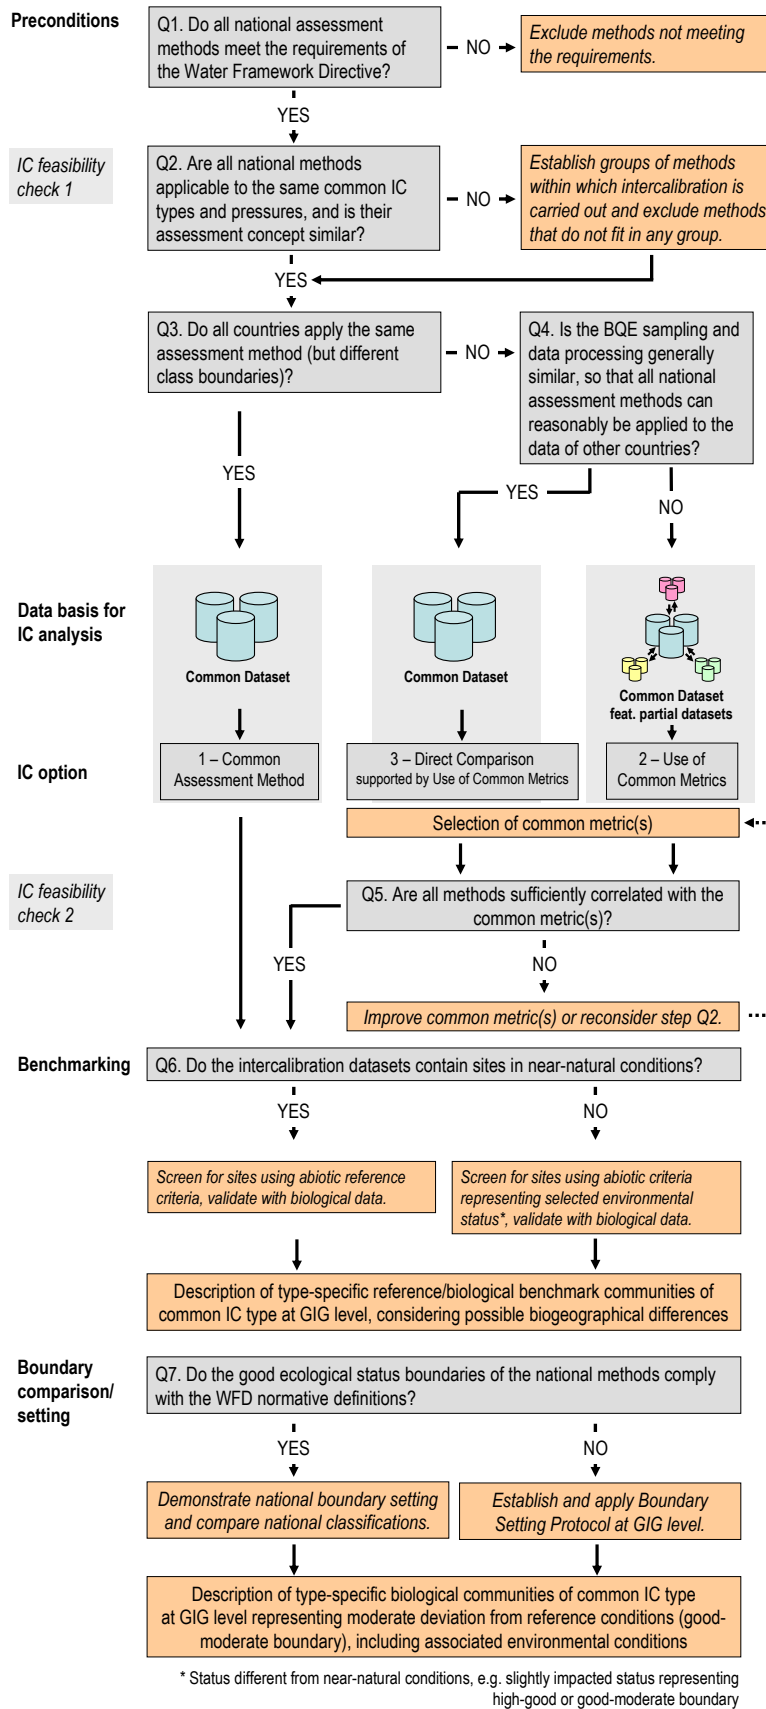 Preconditions
Q1. Do all national assessment
methods meet the requirements of
the Water Framework Directive?
NO
Exclude methods not meeting
the requirements.
YES
IC feasibility
check 1
Q2. Are all national methods
applicable to the same common IC
types and pressures, and is their
assessment concept similar?
NO
Establish groups of methods
within which intercalibration is
carried out and exclude methods
that do not fit in any group.
YES
Q3. Do all countries apply the same
assessment method (but different
class boundaries)?
NO
Q4. Is the BQE sampling and
data processing generally
similar, so that all national
assessment methods can
reasonably be applied to the
data of other countries?
YES
YES
NO
Data basis for
IC analysis
Common Dataset
Common Dataset
Common Dataset
feat. partial datasets
IC option
1 – Common
Assessment Method
3 – Direct Comparison
supported by Use of Common Metrics
2 – Use of
Common Metrics
Selection of common metric(s)
IC feasibility
check 2
Q5. Are all methods sufficiently correlated with the
common metric(s)?
YES
NO
Improve common metric(s) or reconsider step Q2.
Benchmarking
Q6. Do the intercalibration datasets contain sites in near-natural conditions?
YES
NO
Screen for sites using abiotic reference
criteria, validate with biological data.
Screen for sites using abiotic criteria
representing selected environmental
status*, validate with biological data.
Description of type-specific reference/biological benchmark communities of
common IC type at GIG level, considering possible biogeographical differences
Boundary
comparison/
setting
Q7. Do the good ecological status boundaries of the national methods comply
with the WFD normative definitions?
YES
NO
Demonstrate national boundary setting
and compare national classifications.
Establish and apply Boundary
Setting Protocol at GIG level.
Description of type-specific biological communities of common IC type
at GIG level representing moderate deviation from reference conditions (good-
moderate boundary), including associated environmental conditions
* Status different from near-natural conditions, e.g. slightly impacted status representing
high-good or good-moderate boundary